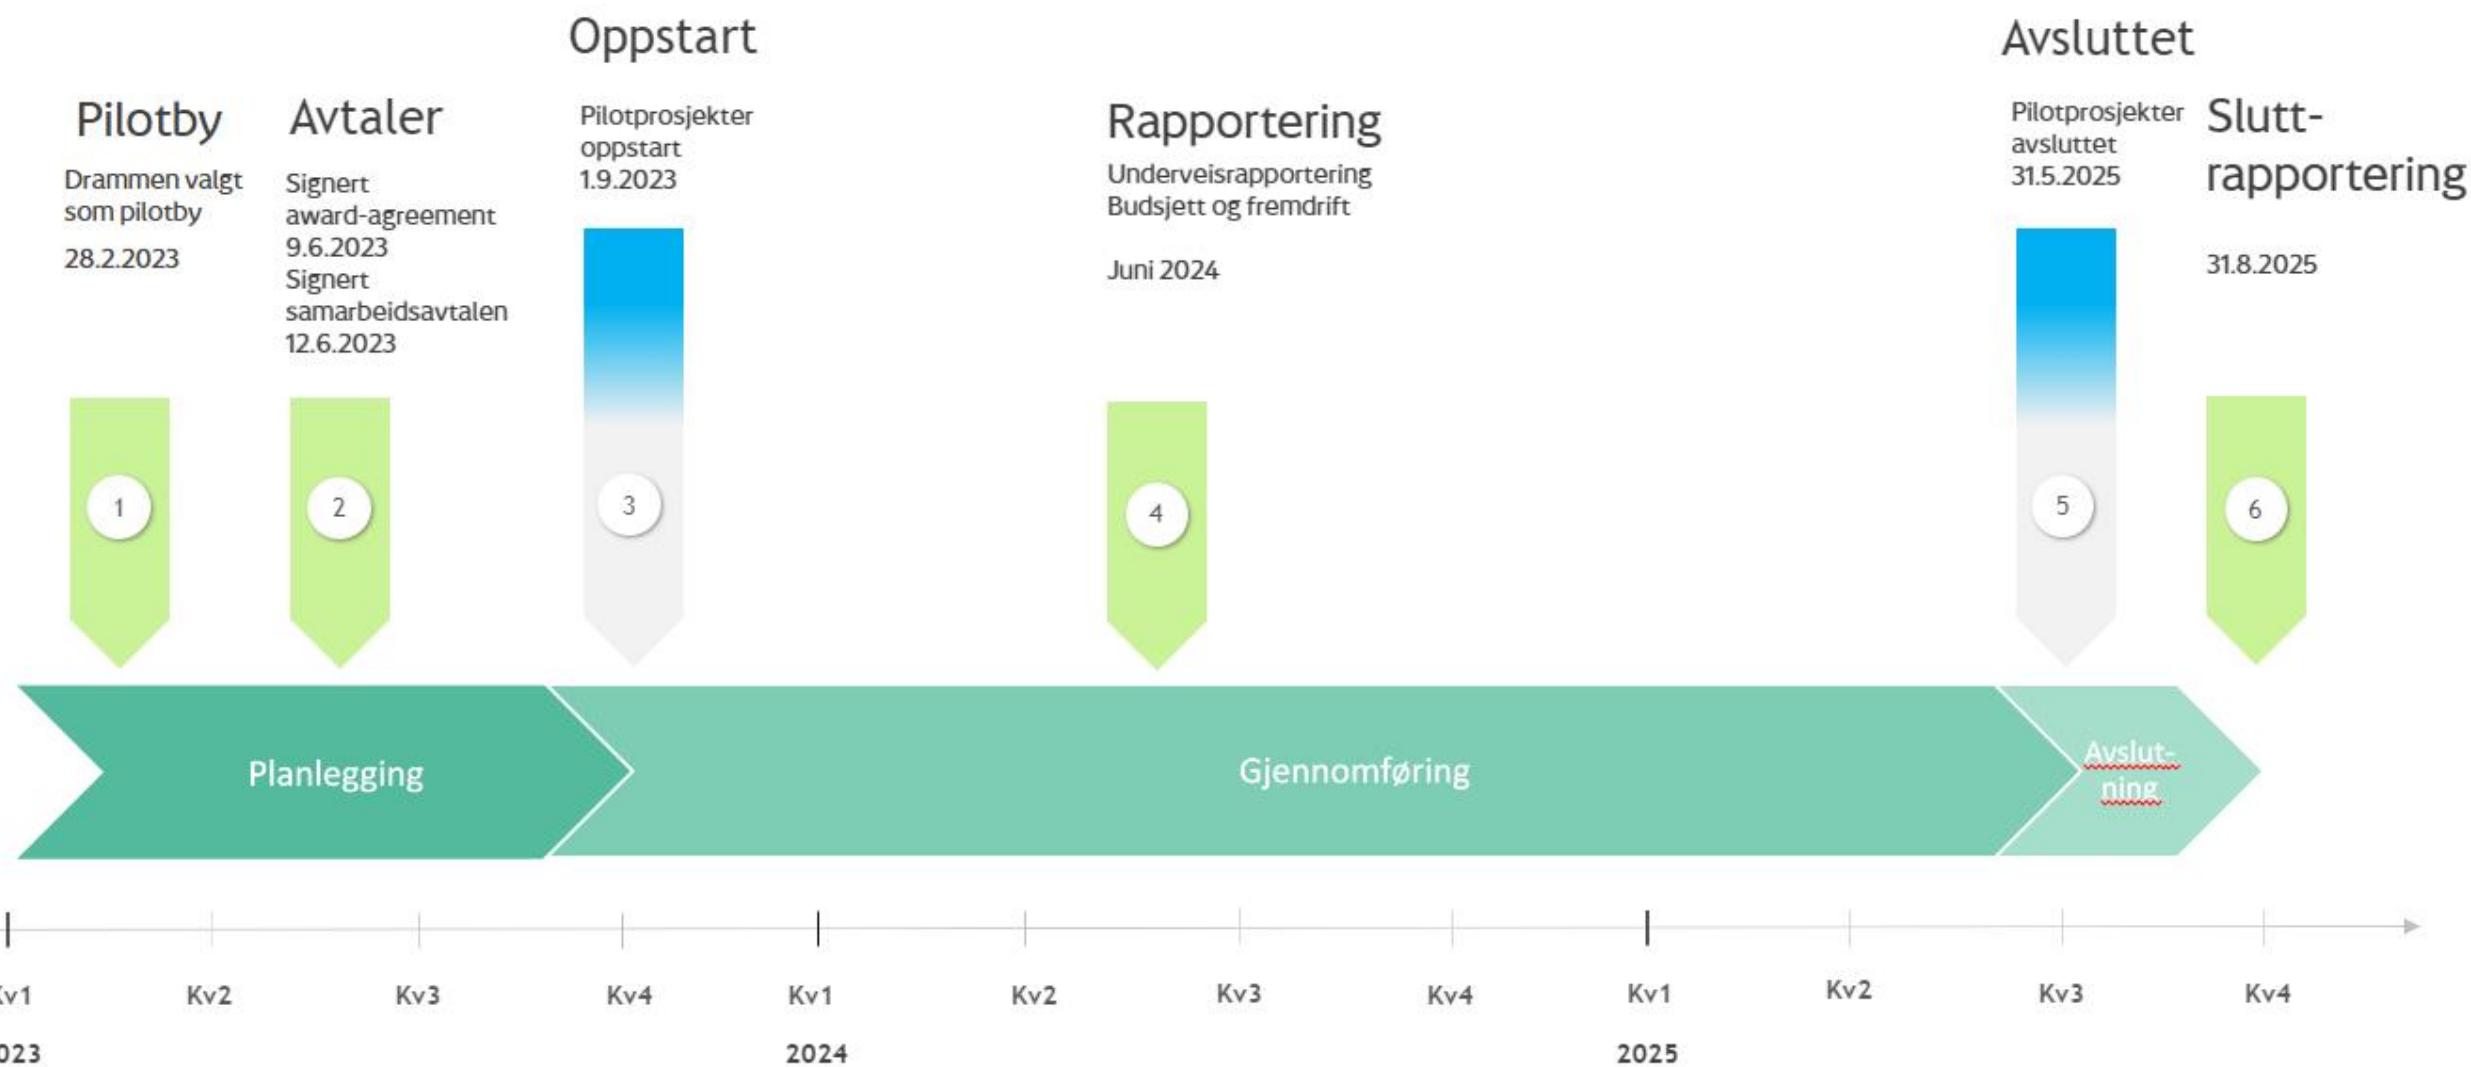 Oppstart
Avsluttet
Pilotby
Drammen valgt
som pilotby
28.2.2023
Avtaler
Signert
award-agreement
9.6.2023
Signert
samarbeidsavtalen
12.6.2023
Pilotprosjekter
oppstart
1.9.2023
Rapportering
Underveisrapportering
Budsjett og fremdrift
Juni 2024
Pilotprosjekter
avsluttet
31.5.2025
Slutt-
rapportering
31.8.2025
1
2
3
4
5
6
Planlegging
Gjennomføring
Avslut-
ning
v1
Kv2
Kv3
Kv4
Kv1
Kv2
Kv3
Kv4
Kv1
Kv2
Kv3
Kv4
023
2024
2025